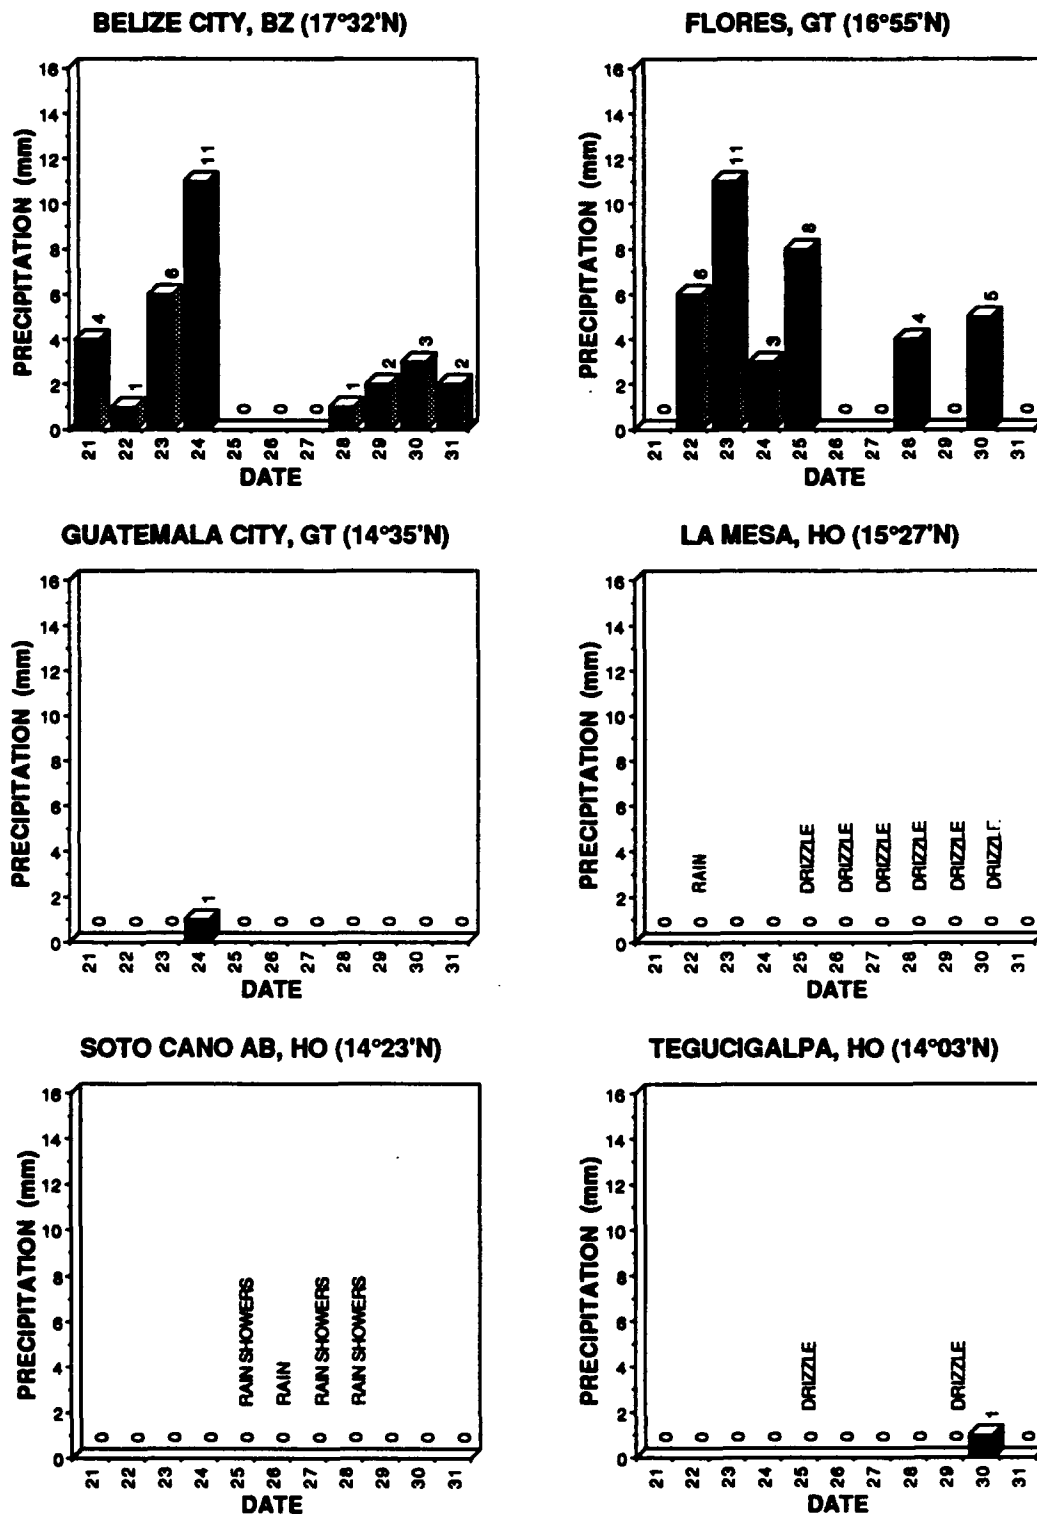 BELIZE CITY, BZ (17°32'N)
PRECIPITATION (mm)
16
14
12
10
8
6
4
2
0
4
1
6
11
0
0
0
1
2
3
2
21 22 23 24 25 26 27 28 29 30 31
DATE
FLORES, GT (16°55'N)
PRECIPITATION (mm)
16
14
12
10
8
6
4
2
0
0
6
11
3
8
0
0
4
0
5
0
21 22 23 24 25 26 27 28 29 30 31
DATE
GUATEMALA CITY, GT (14°35'N)
PRECIPITATION (mm)
16
14
12
10
8
6
4
2
0
0
0
0
1
0
0
0
0
0
0
0
21 22 23 24 25 26 27 28 29 30 31
DATE
LA MESA, HO (15°27'N)
PRECIPITATION (mm)
16
14
12
10
8
6
4
2
0
RAIN
DRIZZLE
DRIZZLE
DRIZZLE
DRIZZLE
DRIZZLE
DRIZZLE
0 0 0 0 0 0 0 0 0 0 0
21 22 23 24 25 26 27 28 29 30 31
DATE
SOTO CANO AB, HO (14°23'N)
PRECIPITATION (mm)
16
14
12
10
8
6
4
2
0
RAIN SHOWERS
RAIN
RAIN SHOWERS
RAIN SHOWERS
0 0 0 0 0 0 0 0 0 0 0
21 22 23 24 25 26 27 28 29 30 31
DATE
TEGUCIGALPA, HO (14°03'N)
PRECIPITATION (mm)
16
14
12
10
8
6
4
2
0
DRIZZLE
DRIZZLE
0 0 0 0 0 0 0 0 0 1 0
21 22 23 24 25 26 27 28 29 30 31
DATE